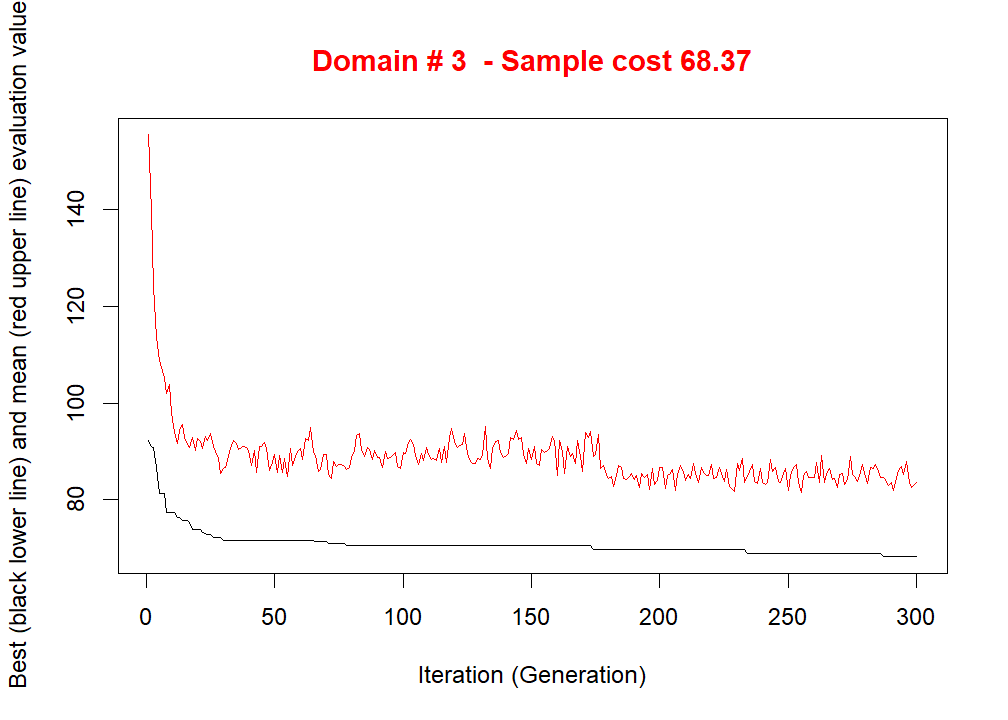 Domain # 3  - Sample cost 68.37
Best (black lower line) and mean (red upper line) evaluation value
140
120
100
80
0 50 100 150 200 250 300
Iteration (Generation)